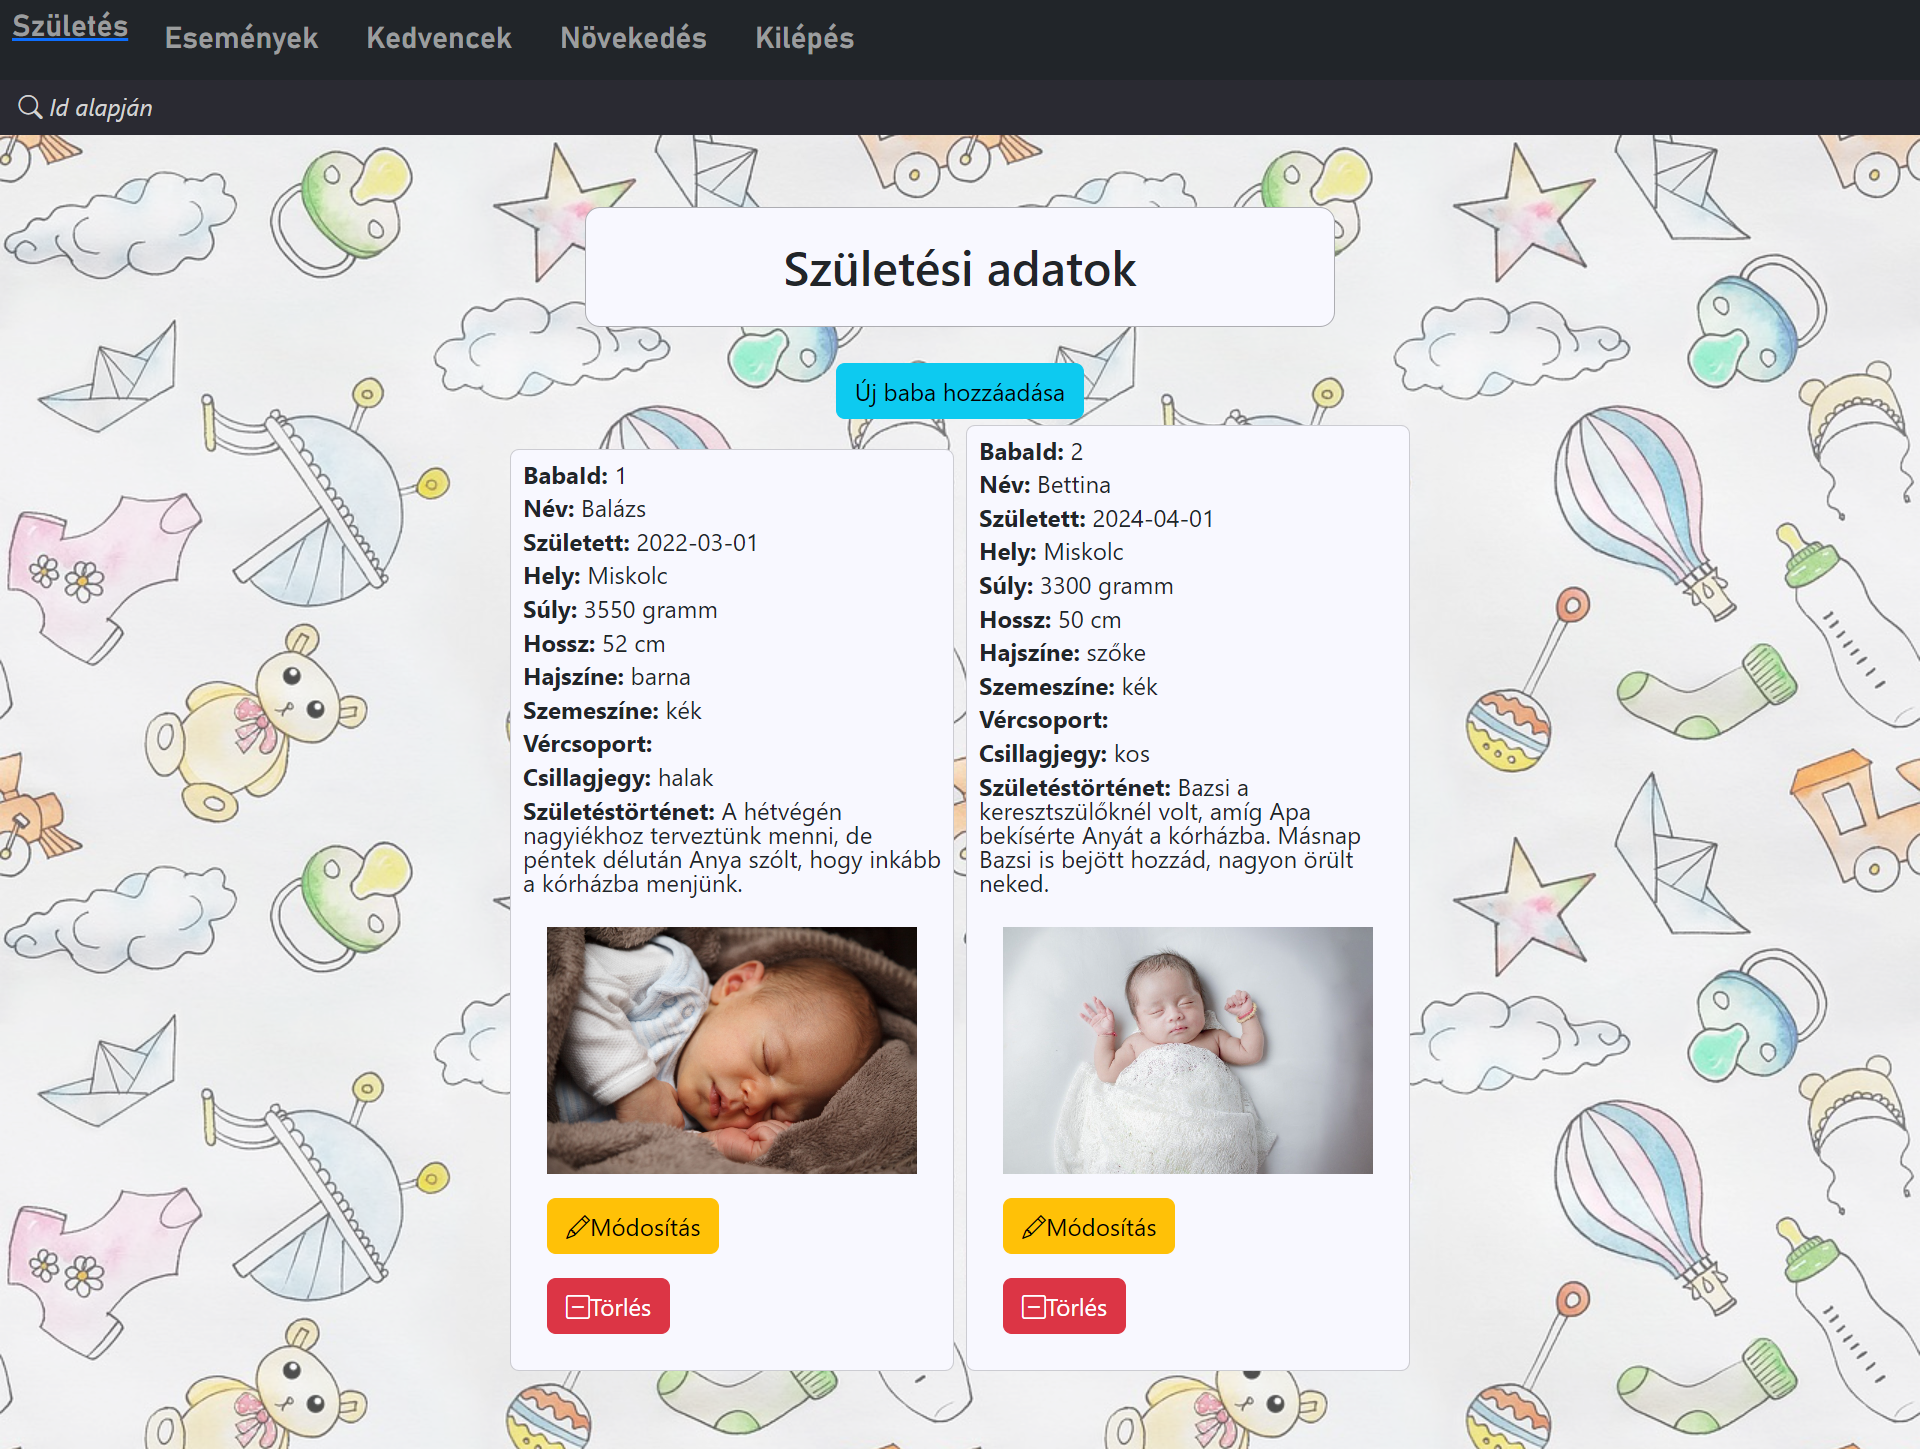 Születés Események Kedvencek Növekedés Kilépés
Id alapján
Születési adatok
Új baba hozzáadása
BabaId: 1
Név: Balázs
Született: 2022-03-01
Hely: Miskolc
Súly: 3550 gramm
Hossz: 52 cm
Hajszíne: barna
Szemeszíne: kék
Vércsoport:
Csillagjegy: halak
Születéstörténet: A hétvégén
nagyiékhoz terveztünk menni, de
péntek délután Anya szólt, hogy inkább
a kórházba menjünk.
Módosítás
Törlés
BabaId: 2
Név: Bettina
Született: 2024-04-01
Hely: Miskolc
Súly: 3300 gramm
Hossz: 50 cm
Hajszíne: szőke
Szemeszíne: kék
Vércsoport:
Csillagjegy: kos
Születéstörténet: Bazsi a
keresztszülőknél volt, amíg Apa
bekísérte Anyát a kórházba. Másnap
Bazsi is bejött hozzád, nagyon örült
neked.
Módosítás
Törlés